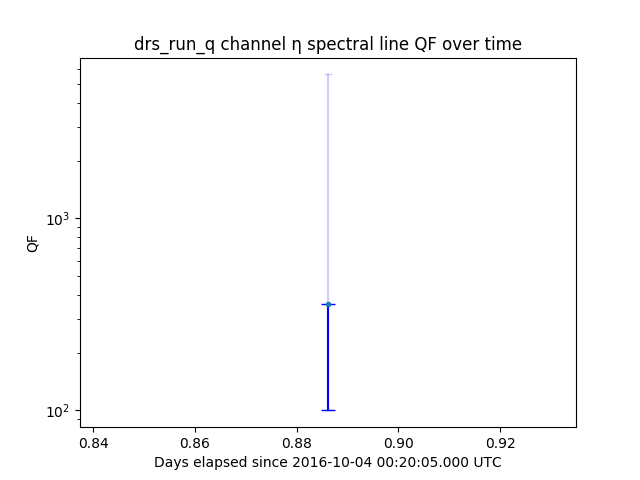 drs_run_q channel η spectral line QF over time
QF
10³
10²
0.84 0.86 0.88 0.90 0.92
Days elapsed since 2016-10-04 00:20:05.000 UTC